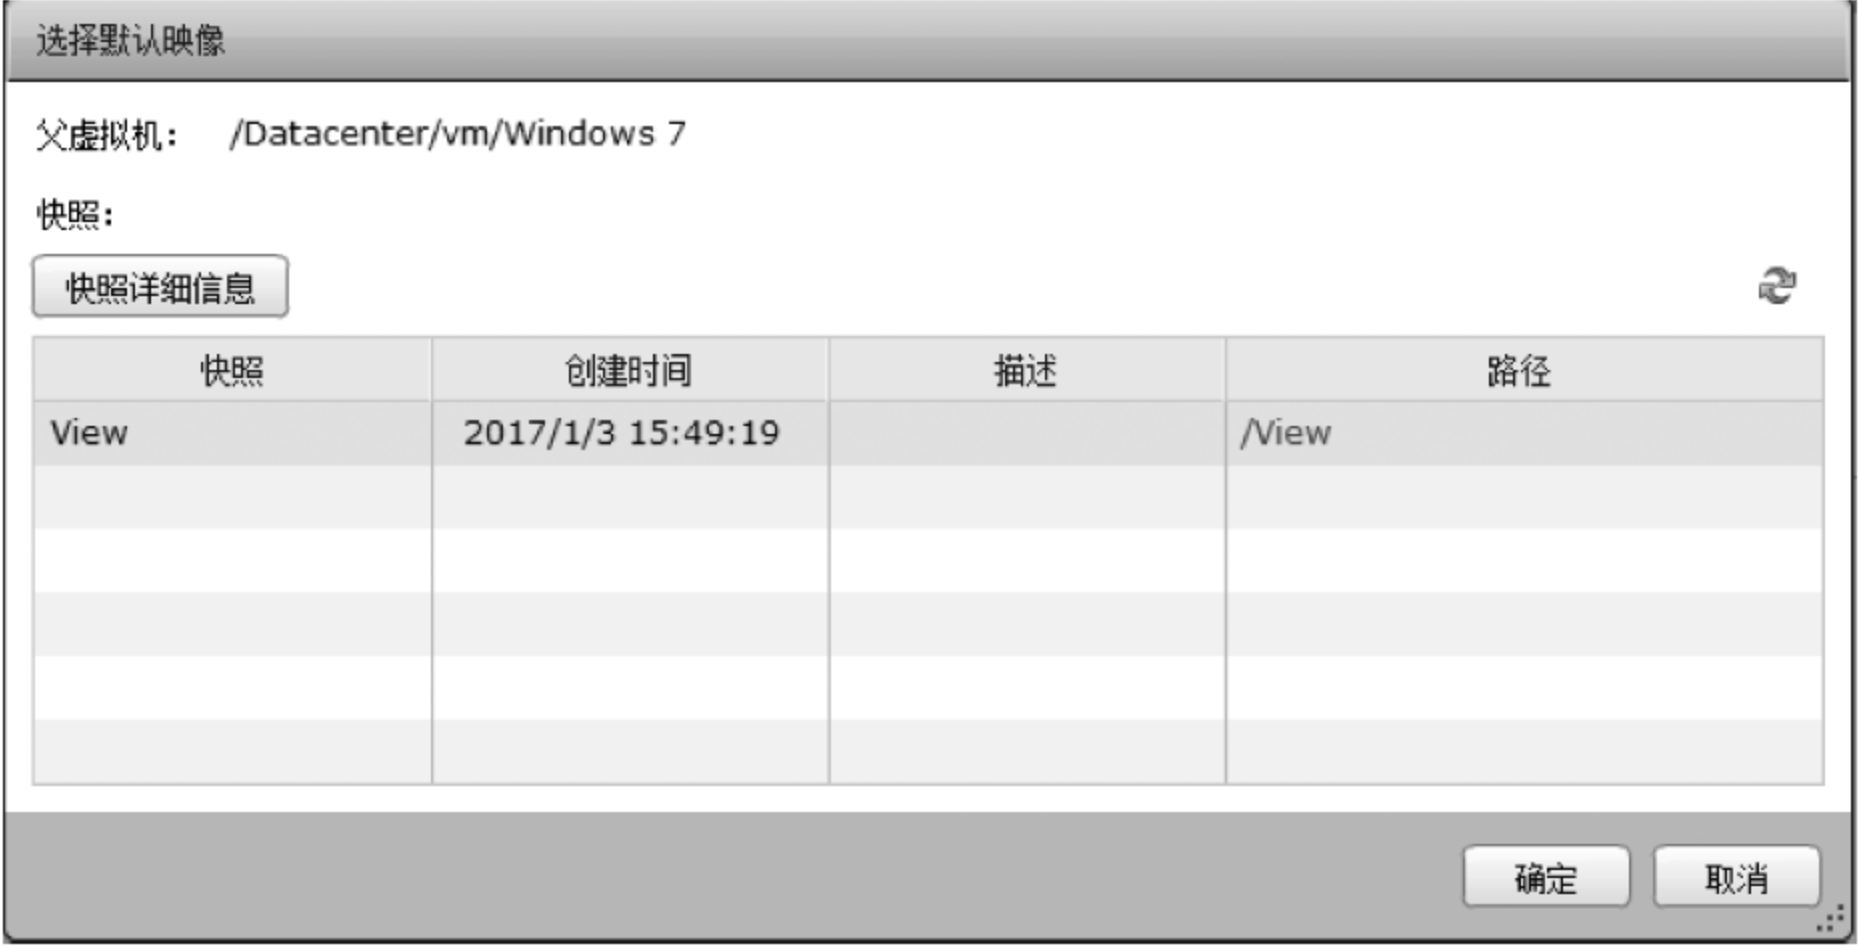 选择默认映像
父虚拟机： /Datacenter/vm/Windows 7
快照：
快照详细信息
快照 创建时间 描述 路径
View 2017/1/3 15:49:19 /View
确定 取消